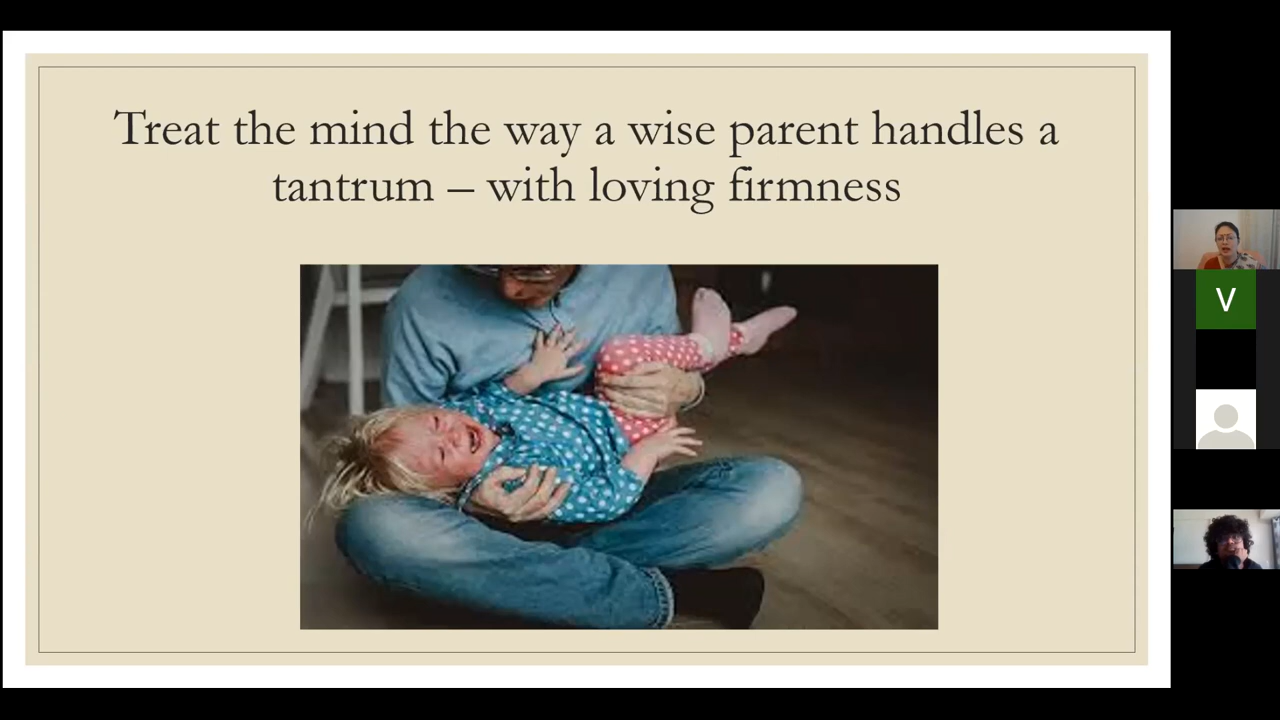 Treat the mind the way a wise parent handles a
tantrum – with loving firmness
V